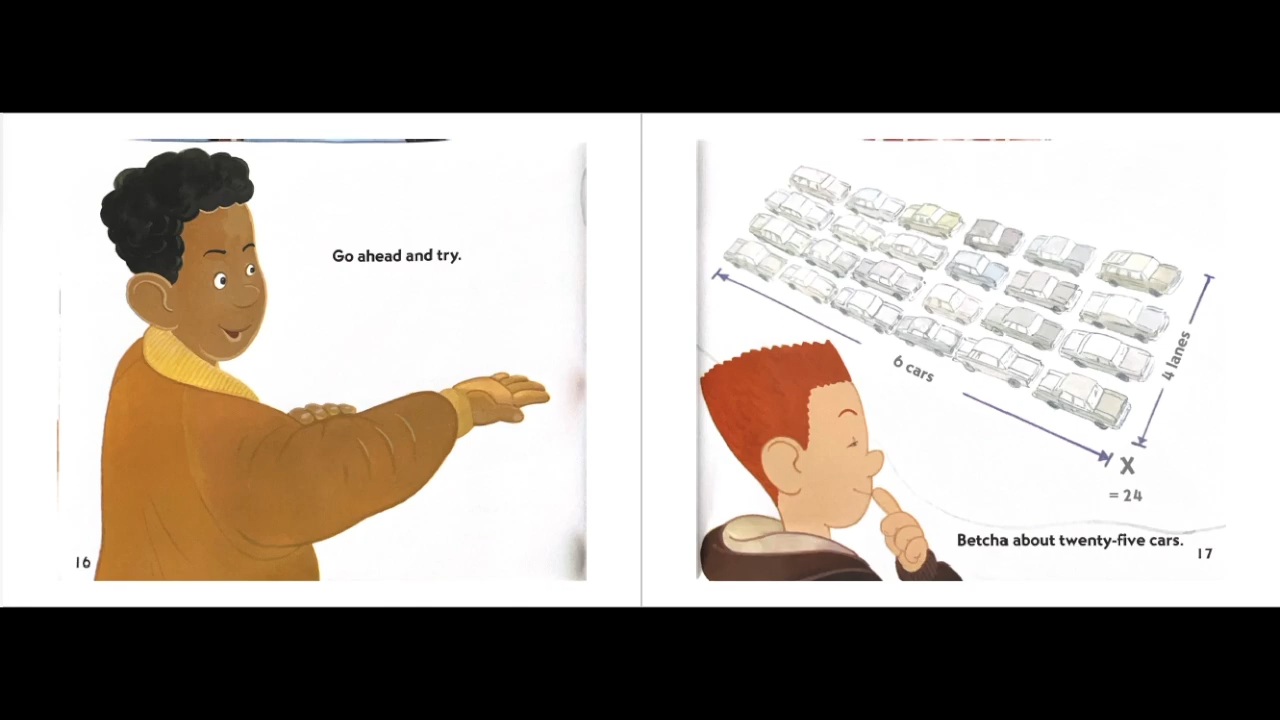 Go ahead and try.
16
6 cars
4 lanes
X
= 24
Betcha about twenty-five cars.
17